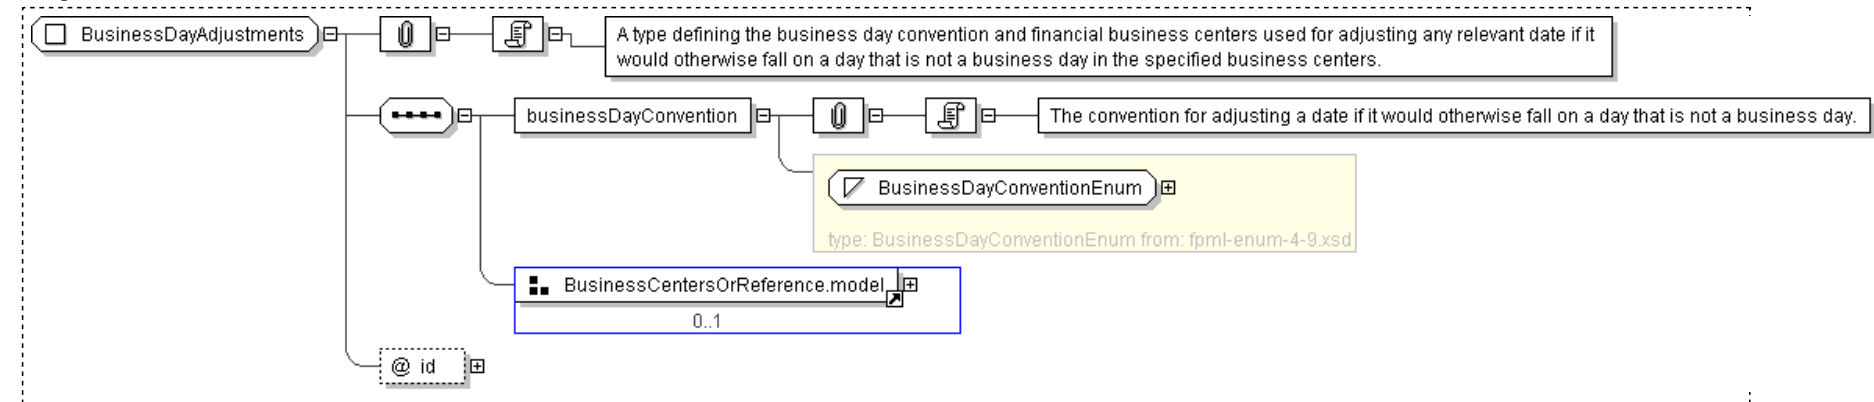 BusinessDayAdjustments
A type defining the business day convention and financial business centers used for adjusting any relevant date if it
would otherwise fall on a day that is not a business day in the specified business centers.
businessDayConvention
The convention for adjusting a date if it would otherwise fall on a day that is not a business day.
BusinessDayConventionEnum
type: BusinessDayConventionEnum from: fpml-enum-4-9.xsd
BusinessCentersOrReference.model
0..1
@ id